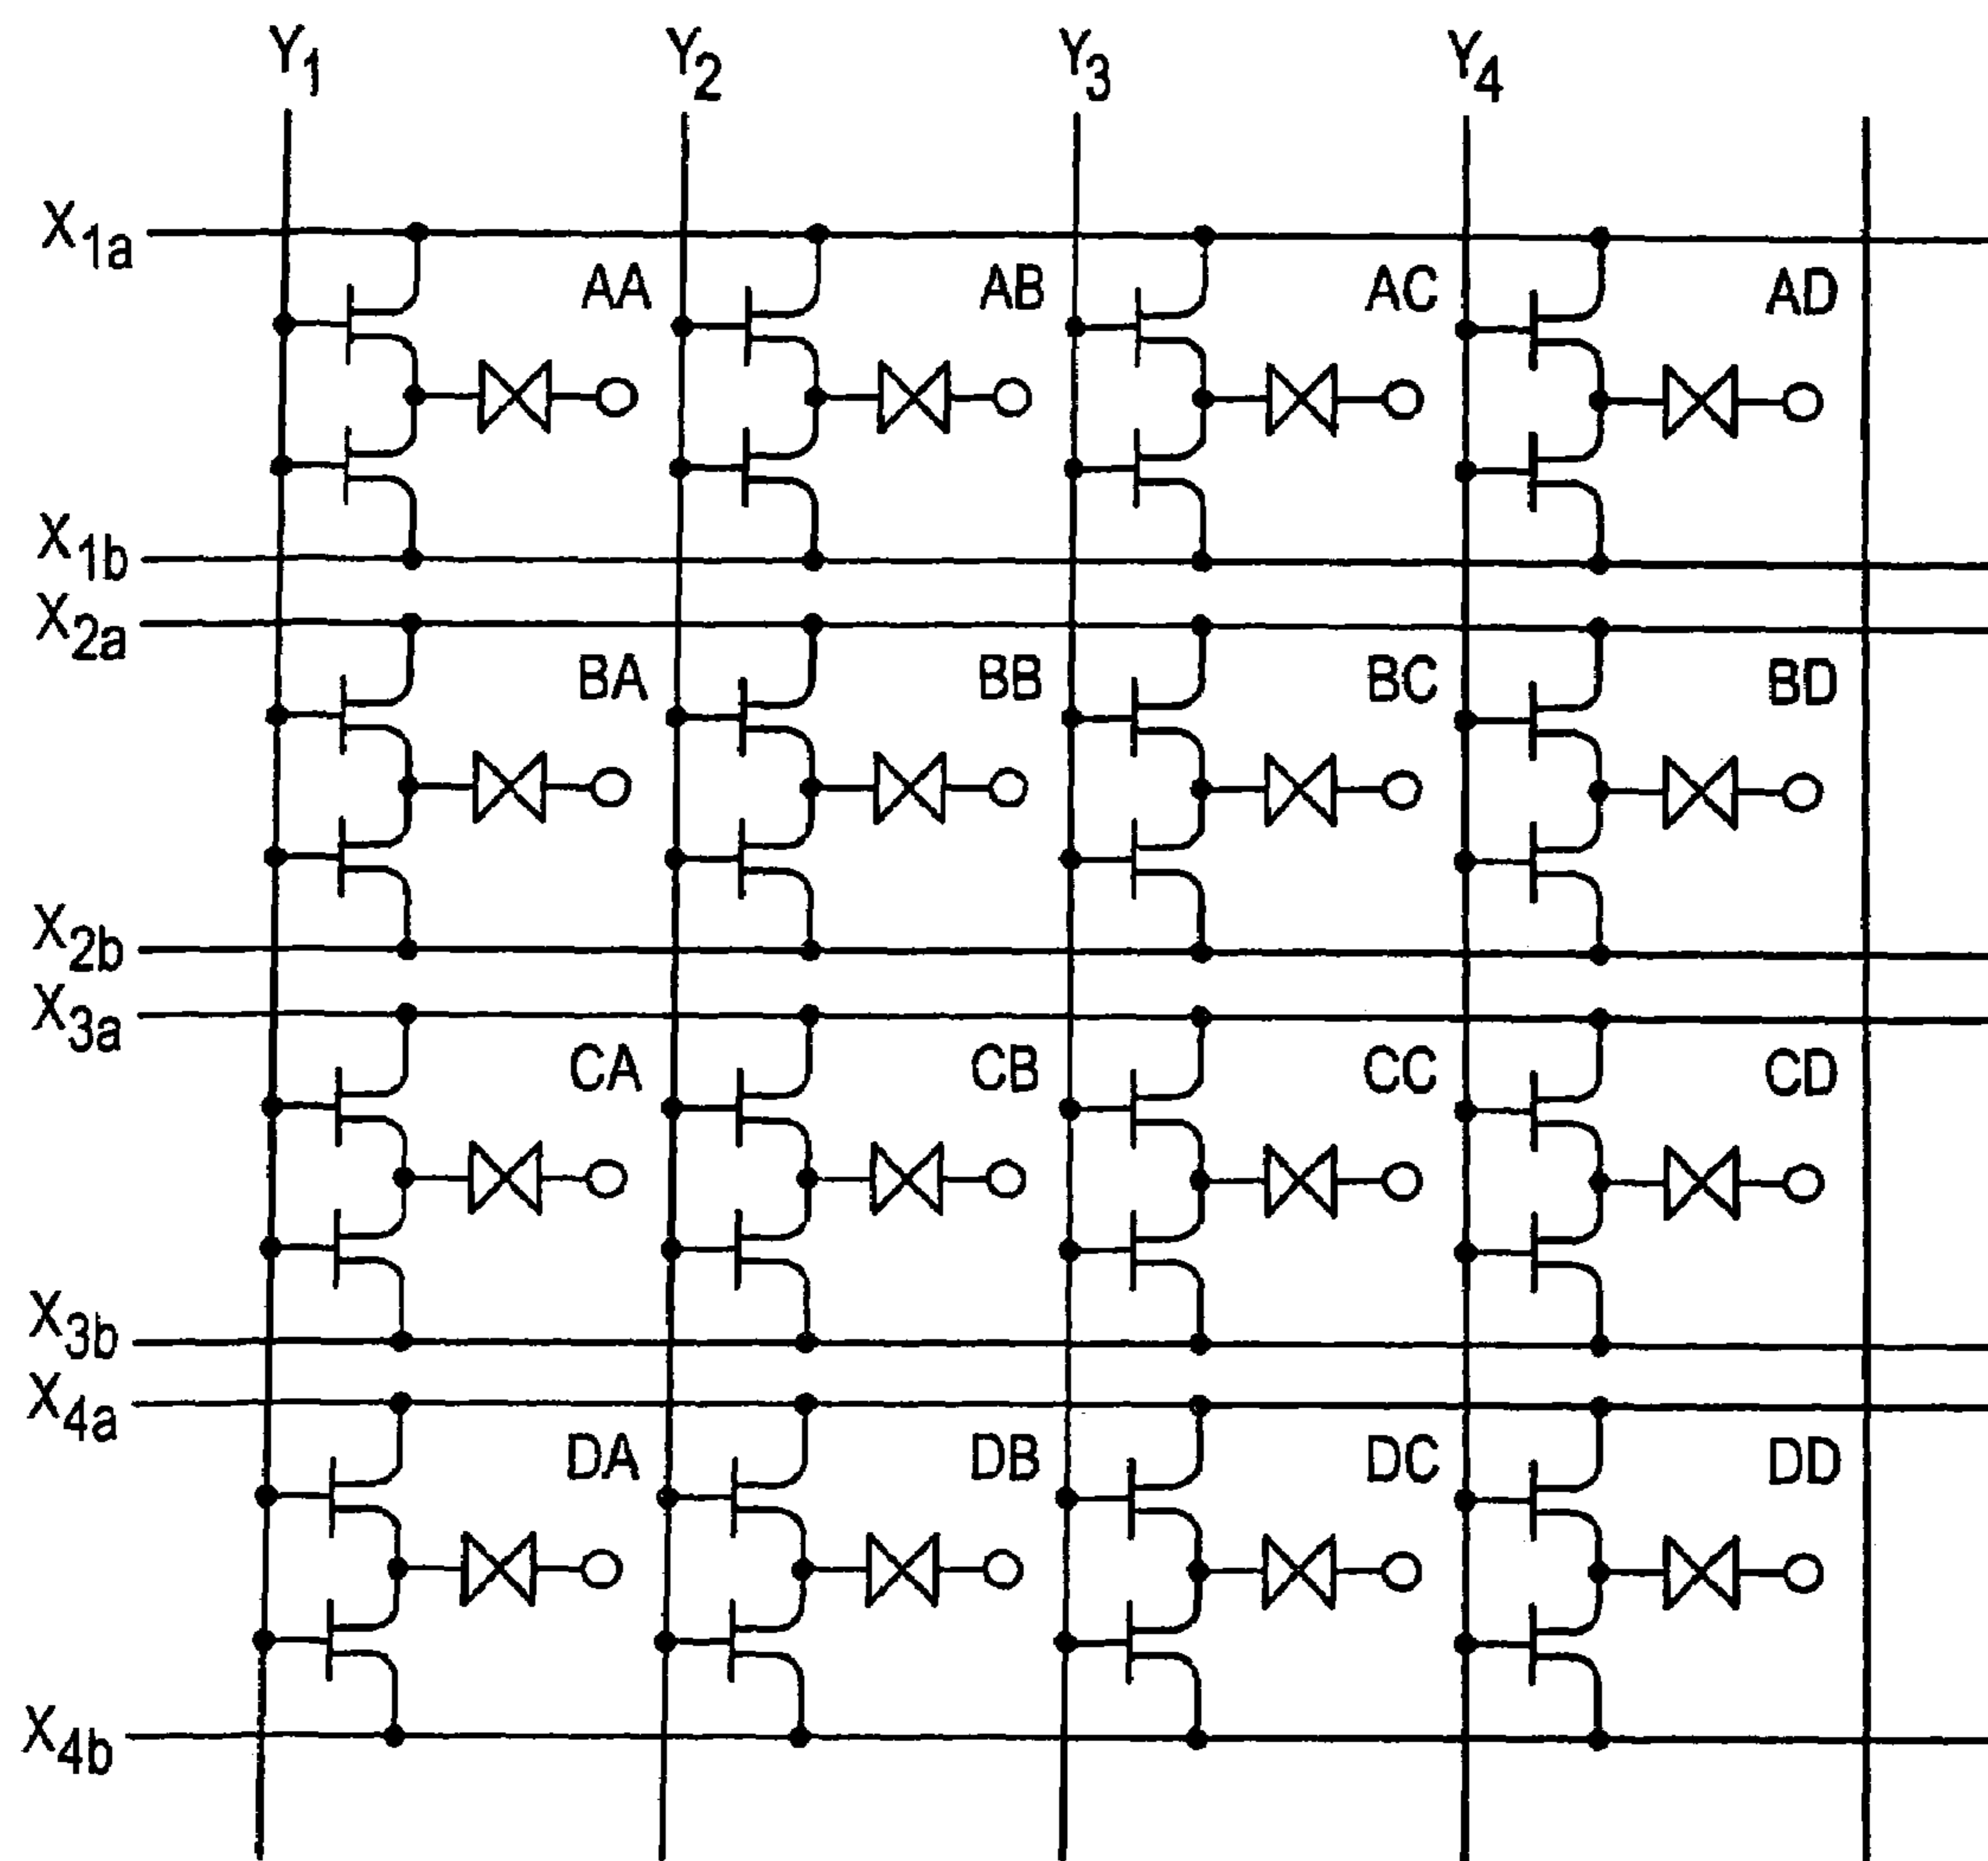 Y1 Y2 Y3 Y4
X1a
AA AB AC AD
X1b
X2a
BA BB BC BD
X2b
X3a
CA CB CC CD
X3b
X4a
DA DB DC DD
X4b